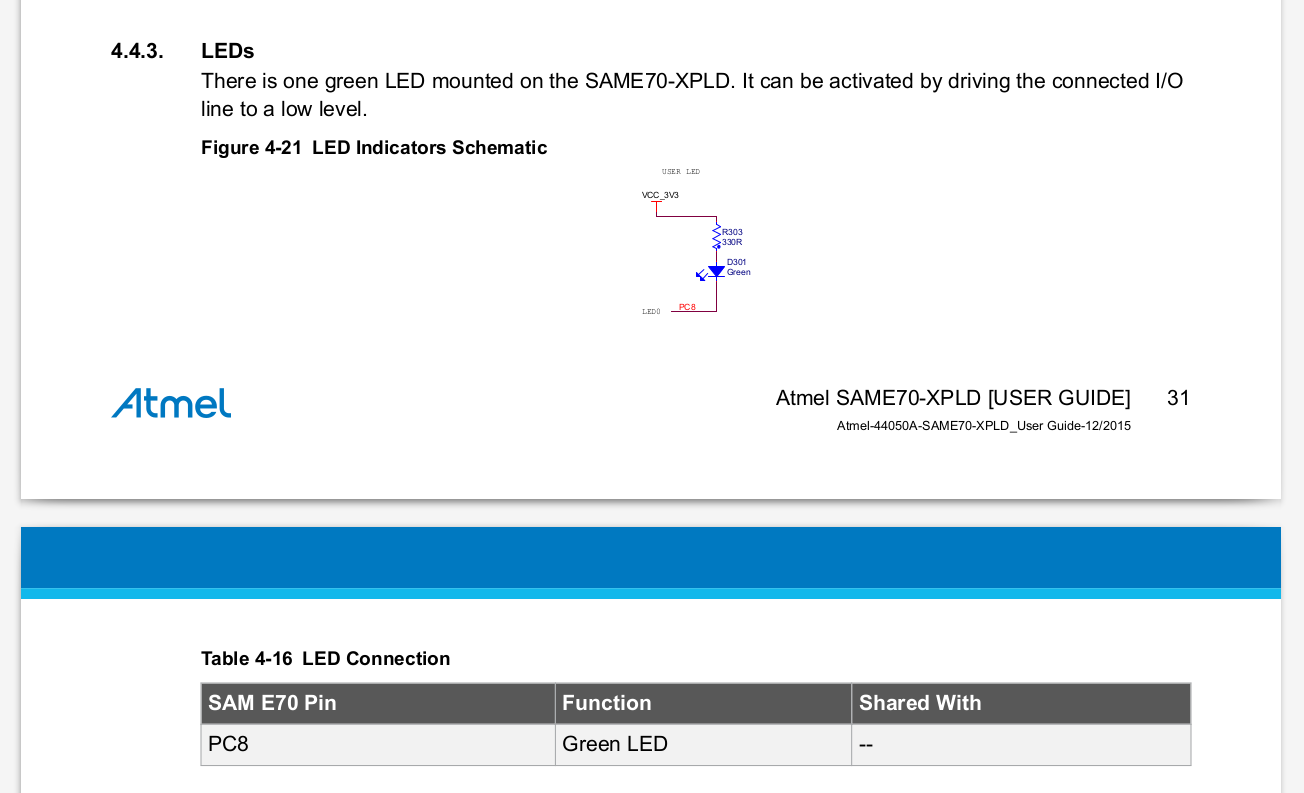 4.4.3. LEDs
There is one green LED mounted on the SAME70-XPLD. It can be activated by driving the connected I/O
line to a low level.
Figure 4-21 LED Indicators Schematic
USER LED
VCC_3V3
R303
330R
D301
Green
LED0 PC8
Atmel
Atmel SAME70-XPLD [USER GUIDE] 31
Atmel-44050A-SAME70-XPLD_User Guide-12/2015
Table 4-16 LED Connection
SAM E70 Pin Function Shared With
PC8 Green LED --